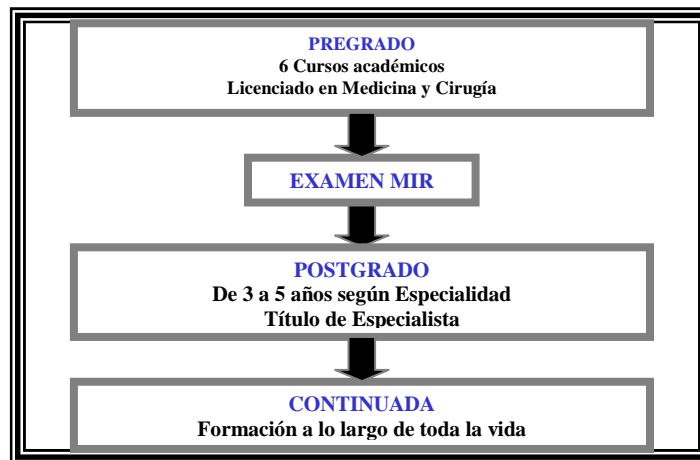 PREGRADO
6 Cursos académicos
Licenciado en Medicina y Cirugía
EXAMEN MIR
POSTGRADO
De 3 a 5 años según Especialidad
Título de Especialista
CONTINUADA
Formación a lo largo de toda la vida